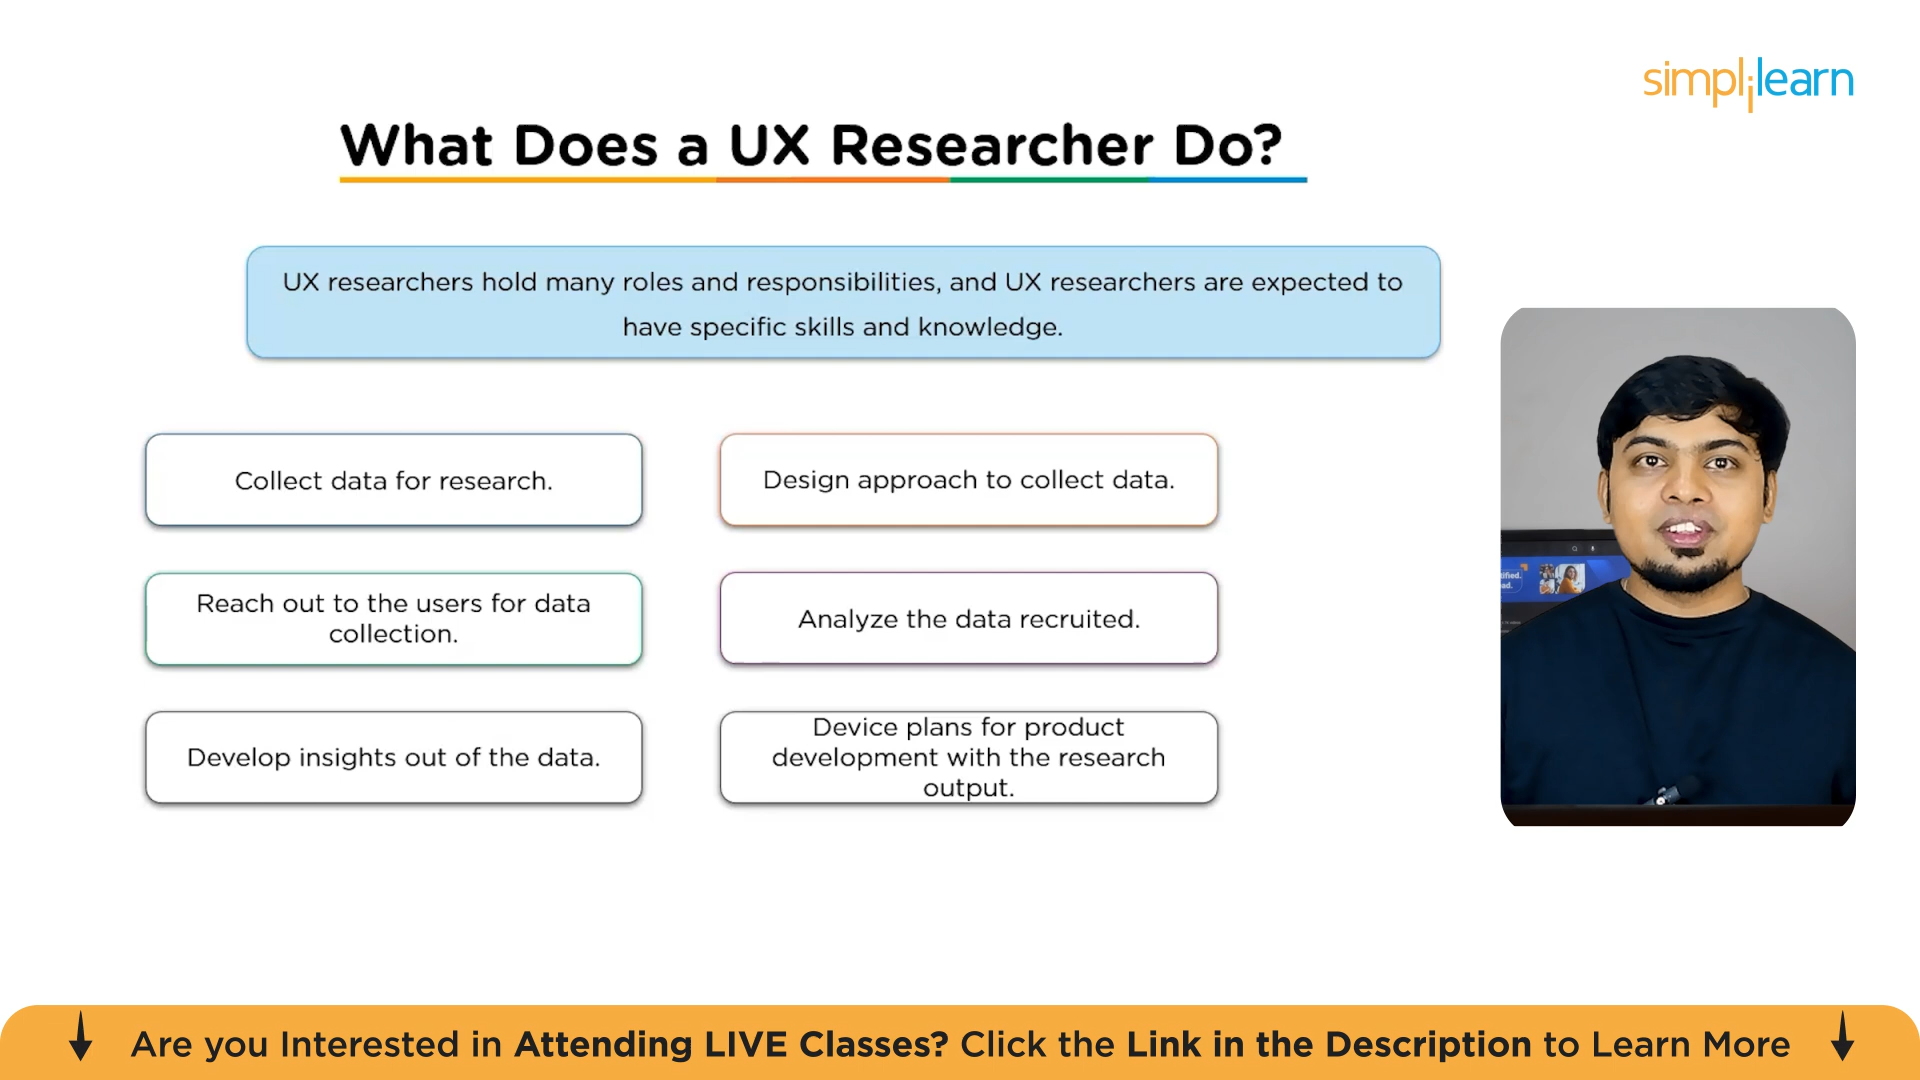 simplilearn
What Does a UX Researcher Do?
UX researchers hold many roles and responsibilities, and UX researchers are expected to
have specific skills and knowledge.
Collect data for research.
Design approach to collect data.
Reach out to the users for data
collection.
Analyze the data recruited.
Develop insights out of the data.
Device plans for product
development with the research
output.
Are you Interested in Attending LIVE Classes? Click the Link in the Description to Learn More